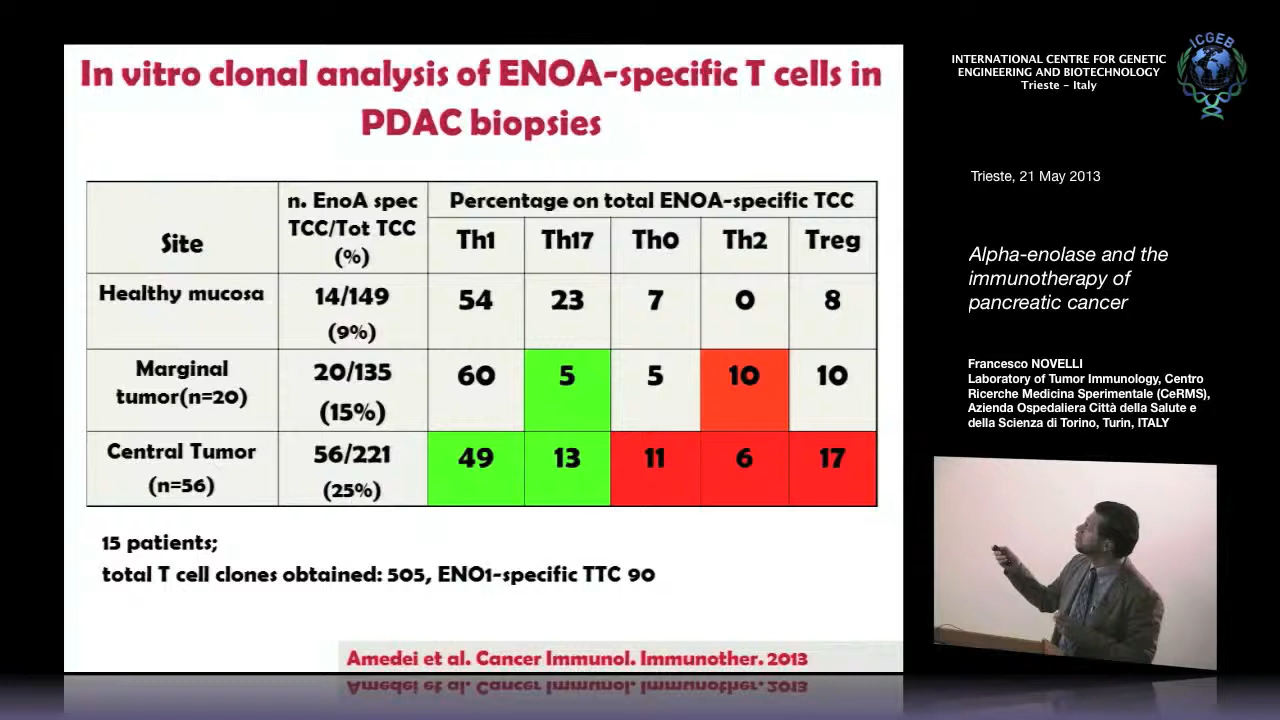 In vitro clonal analysis of ENOA-specific T cells in
PDAC biopsies
Site
n. EnoA spec
TCC/Tot TCC
(%)
Percentage on total ENOA-specific TCC
Th1 Th17 Th0 Th2 Treg
Healthy mucosa
14/149
(9%)
54 23 7 0 8
Marginal
tumor(n=20)
20/135
(15%)
60 5 5 10 10
Central Tumor
(n=56)
56/221
(25%)
49 13 11 6 17
15 patients;
total T cell clones obtained: 505, ENO1-specific TTC 90
Amedei et al. Cancer Immunol. Immunother. 2013
INTERNATIONAL CENTRE FOR GENETIC
ENGINEERING AND BIOTECHNOLOGY
Trieste - Italy
ICGEB
Trieste, 21 May 2013
Alpha-enolase and the
immunotherapy of
pancreatic cancer
Francesco NOVELLI
Laboratory of Tumor Immunology, Centro
Ricerche Medicina Sperimentale (CeRMS),
Azienda Ospedaliera Città della Salute e
della Scienza di Torino, Turin, ITALY